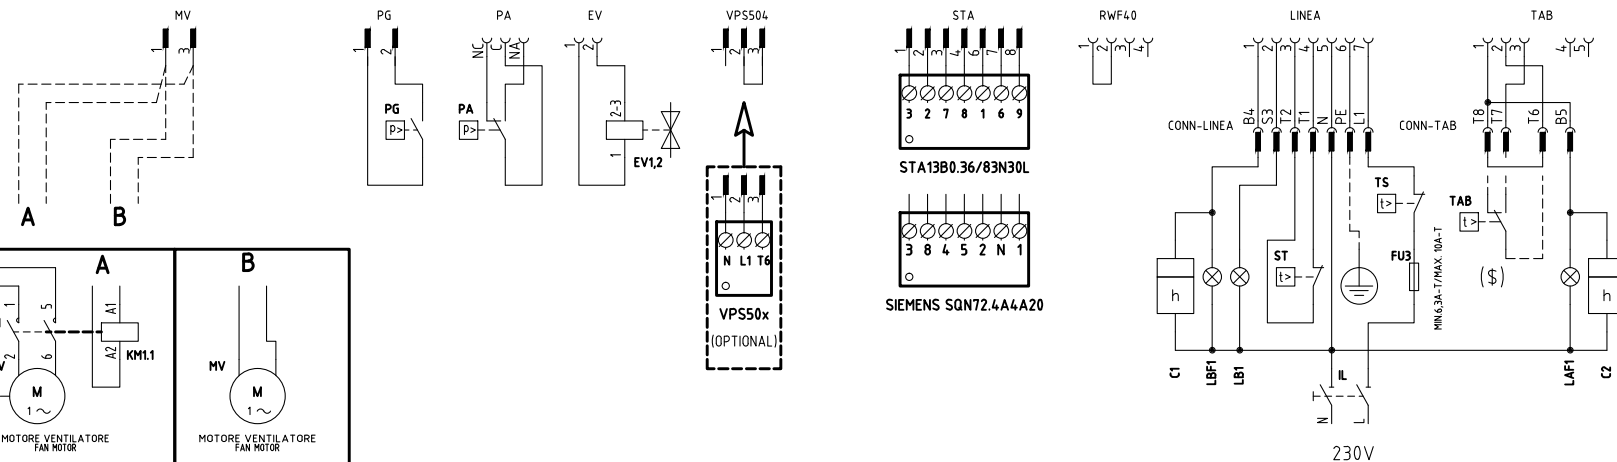 MV PG PA EV VPS504 STA RWF40 LINEA TAB
1 3
1 2
NC C NA
1 2
1 2 3
1 2 3 4 6 7 8
1 2 3 4
1 2 3 4 5 6 7
1 2 3 4 5
PG
P>
PA
P>
2-3
1
EV1,2
3 2 7 8 1 6 9
STA13B0.36/83N30L
CONN-LINEA
B4 S3 T2 T1 N PE L1
CONN-TAB
T8 T7 T6 B5
A B
1 2 3
N L1 T6
VPS50x
(OPTIONAL)
3 8 4 5 2 N 1
SIEMENS SQN72.4A4A20
TS
t>
TAB
t>
ST
t>
FU3
MIN.6,3A-T/MAX. 10A-T
($)
h
h
C1 LBF1 LB1
IL
LAF1 C2
N L
230V
A
1 5
2 6
A1
A2
KM1.1
M
1
MOTORE VENTILATORE
FAN MOTOR
B
MV
M
1
MOTORE VENTILATORE
FAN MOTOR